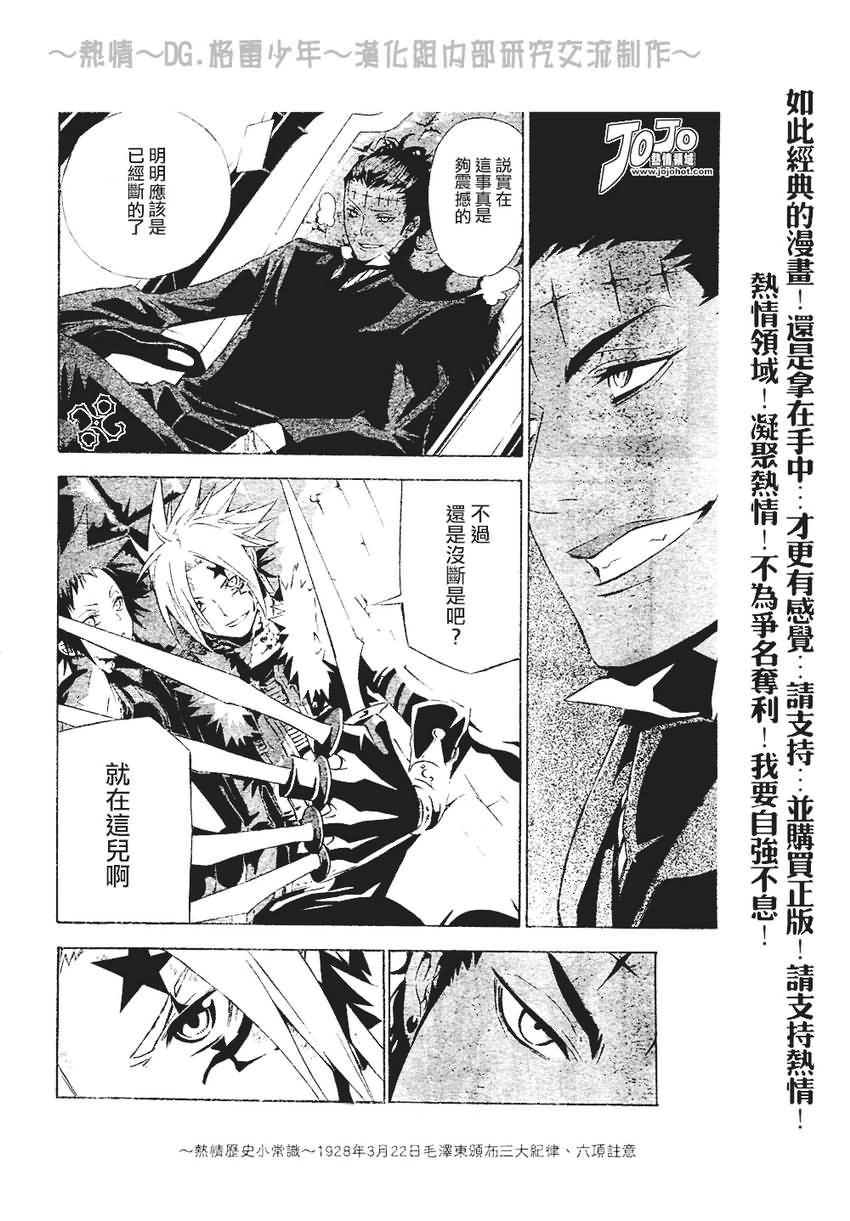 ～熱情～DG.格雷少年～漢化組內部研究交流制作～
如此經典的漫畫！還是拿在手中…才更有感覺…請支持…並購買正版！請支持熱情！
熱情領域！凝聚熱情！不為爭名奪利！我要自強不息！
JOJO
熱情領域
www.jojohot.com
說實在
這事真是
夠震撼的
明明應該是
已經斷的了
不過
還是沒斷是吧？
就在這兒啊
～熱情歷史小常識～1928年3月22日毛澤東頒布三大紀律、六項註意